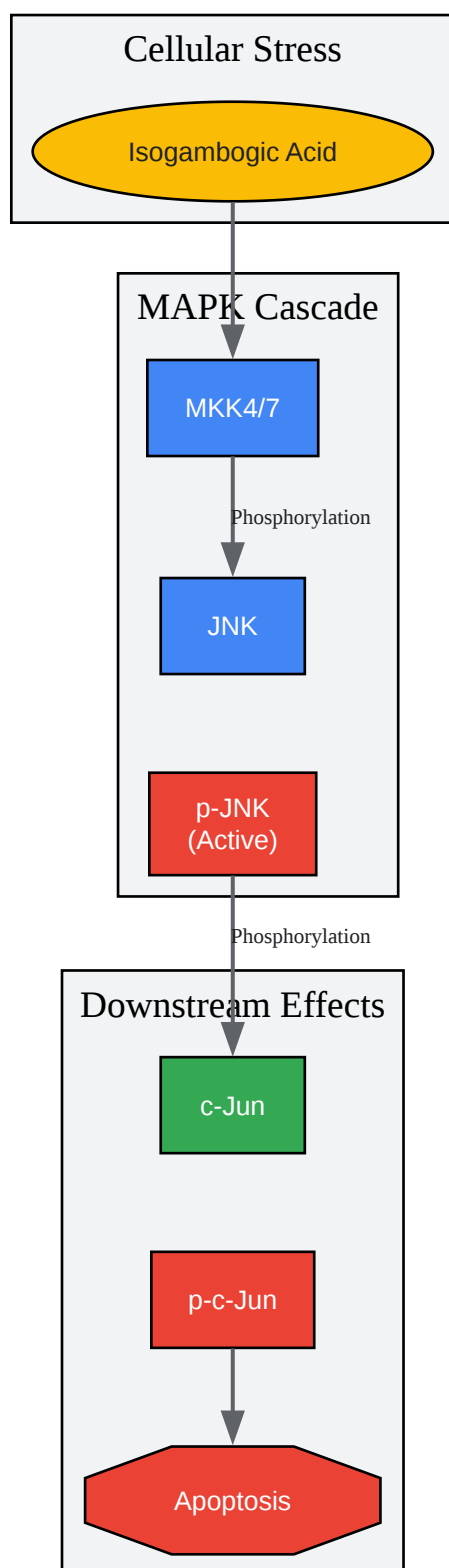 Cellular Stress
Isogambogic Acid
MAPK Cascade
MKK4/7
Phosphorylation
JNK
p-JNK
(Active)
Phosphorylation
Downstream Effects
c-Jun
p-c-Jun
Apoptosis